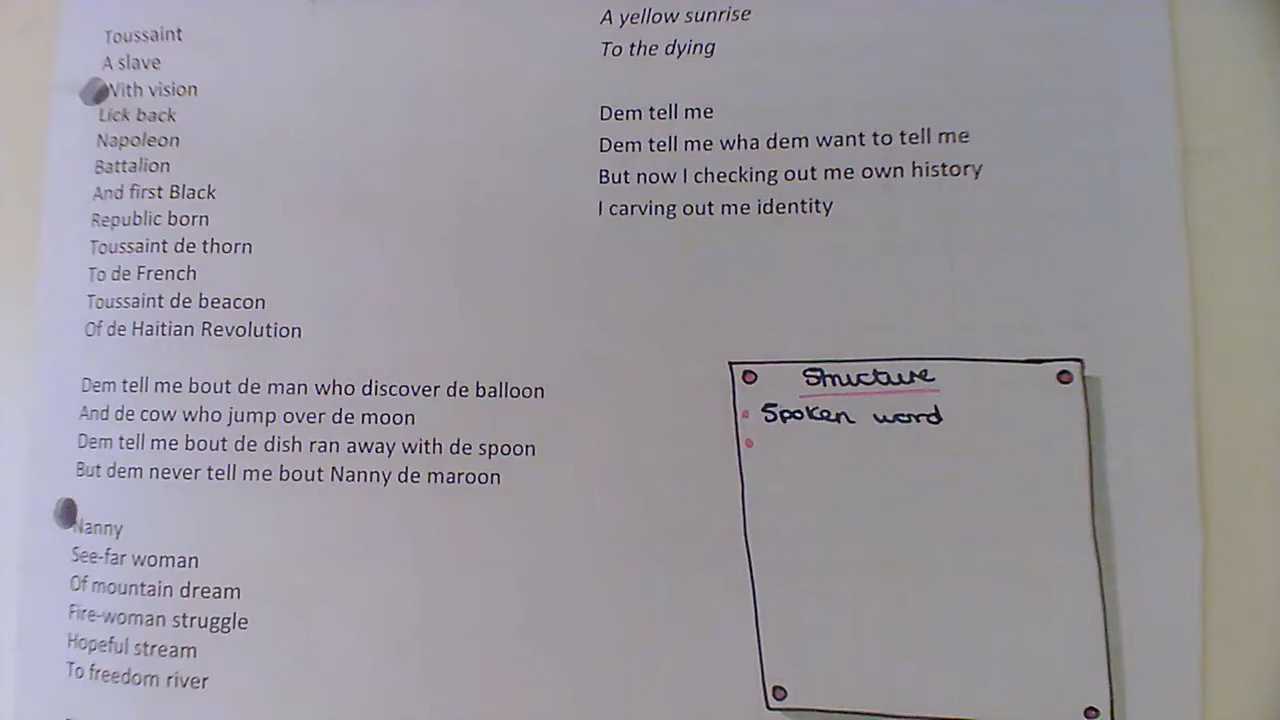 Toussaint
A slave
With vision
Lick back
Napoleon
Battalion
And first Black
Republic born
Toussaint de thorn
To de French
Toussaint de beacon
Of de Haitian Revolution
Dem tell me bout de man who discover de balloon
And de cow who jump over de moon
Dem tell me bout de dish ran away with de spoon
But dem never tell me bout Nanny de maroon
Nanny
See-far woman
Of mountain dream
Fire-woman struggle
Hopeful stream
To freedom river
A yellow sunrise
To the dying
Dem tell me
Dem tell me wha dem want to tell me
But now I checking out me own history
I carving out me identity
Structure
Spoken word